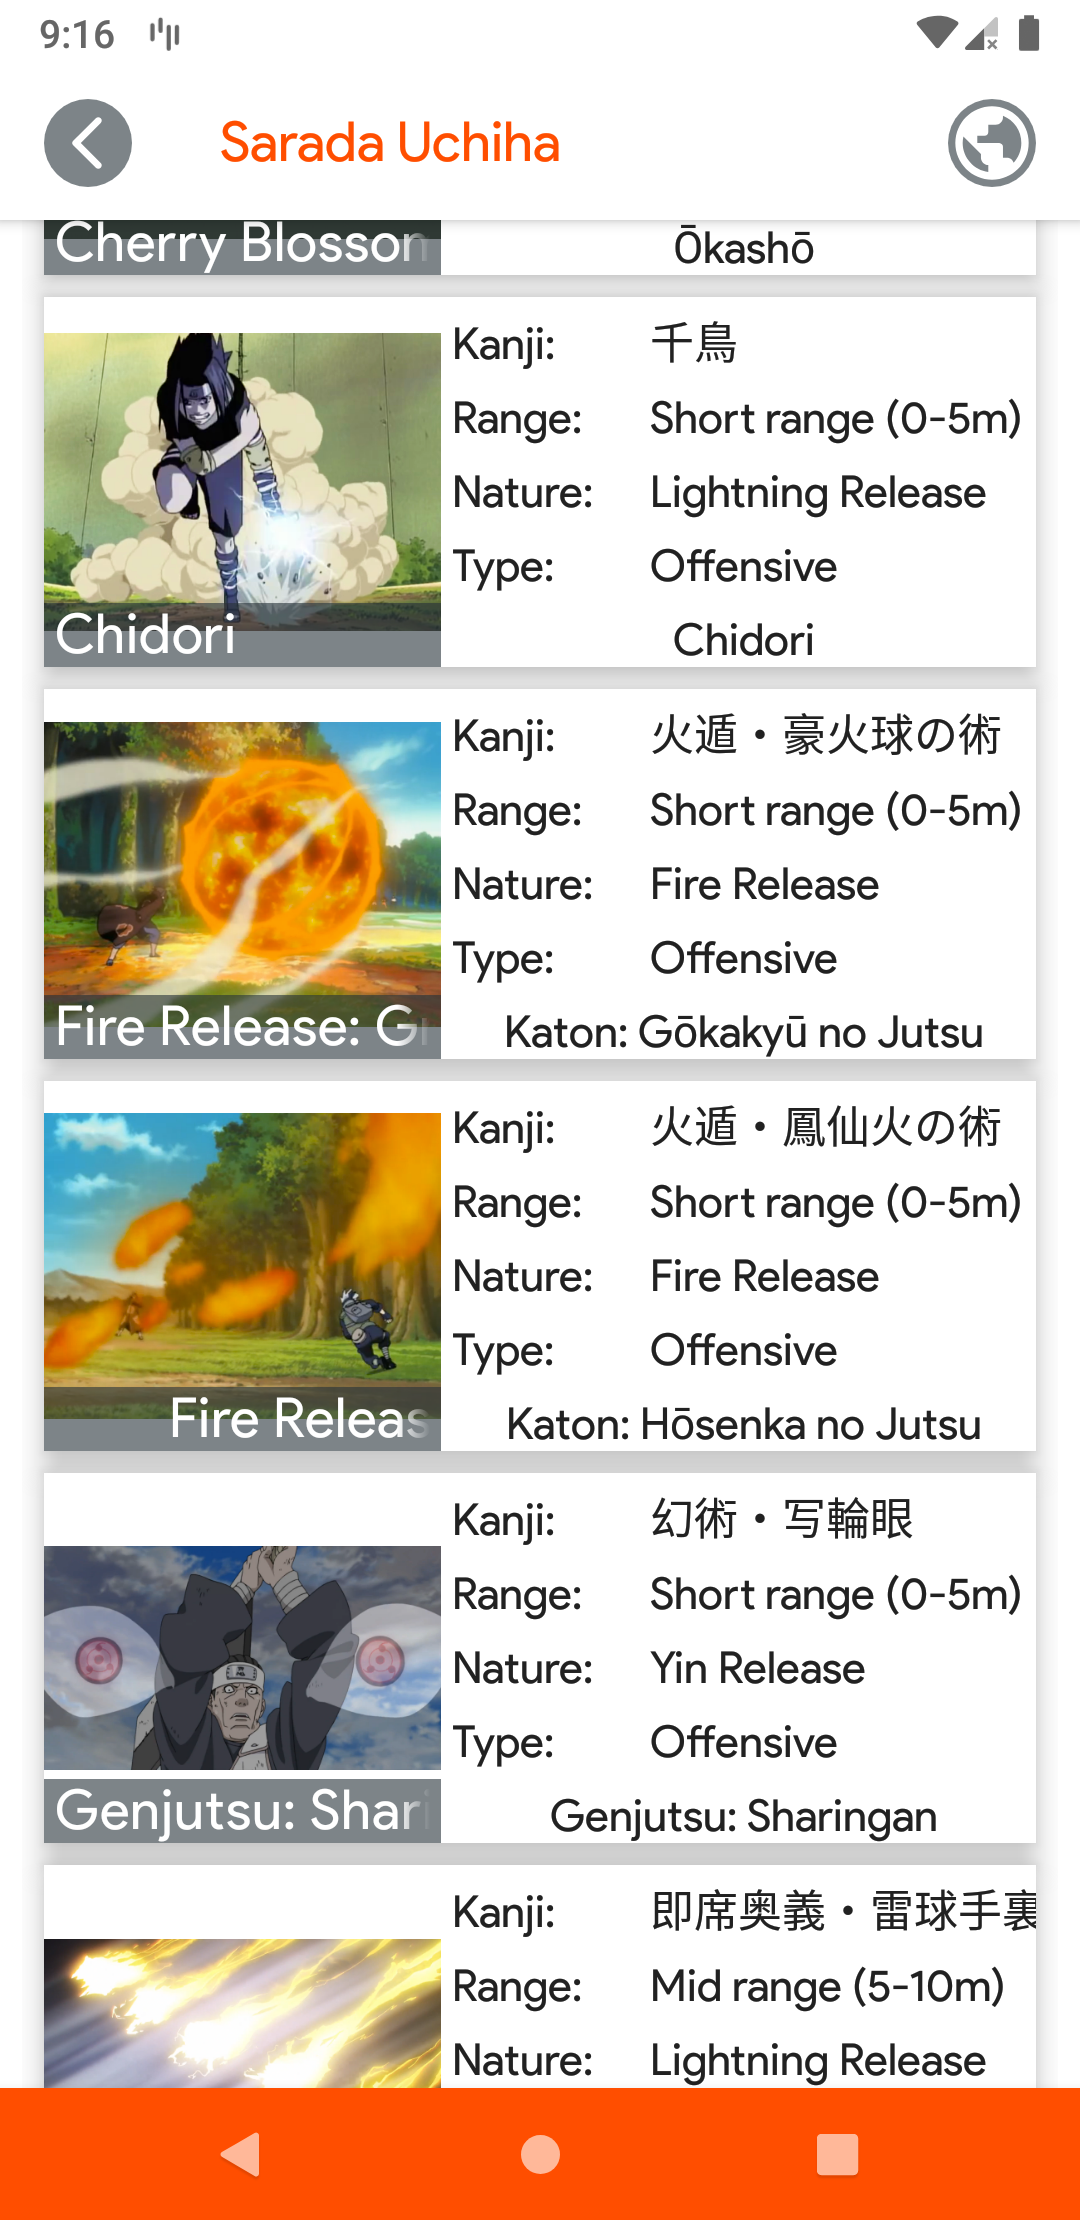 9:16
Sarada Uchiha
Cherry Blosson
Ōkashō
Kanji: 千鳥
Range: Short range (0-5m)
Nature: Lightning Release
Type: Offensive
Chidori
Chidori
Kanji: 火遁・豪火球の術
Range: Short range (0-5m)
Nature: Fire Release
Type: Offensive
Fire Release: Gr
Katon: Gōkakyū no Jutsu
Kanji: 火遁・鳳仙火の術
Range: Short range (0-5m)
Nature: Fire Release
Type: Offensive
Fire Releas
Katon: Hōsenka no Jutsu
Kanji: 幻術・写輪眼
Range: Short range (0-5m)
Nature: Yin Release
Type: Offensive
Genjutsu: Shari
Genjutsu: Sharingan
Kanji: 即席奥義・雷球手裏
Range: Mid range (5-10m)
Nature: Lightning Release